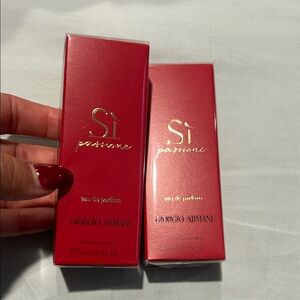 Sì
passione
eau de parfum
GIORGIO ARMANI
Sì
passione
eau de parfum
GIORGIO ARMANI